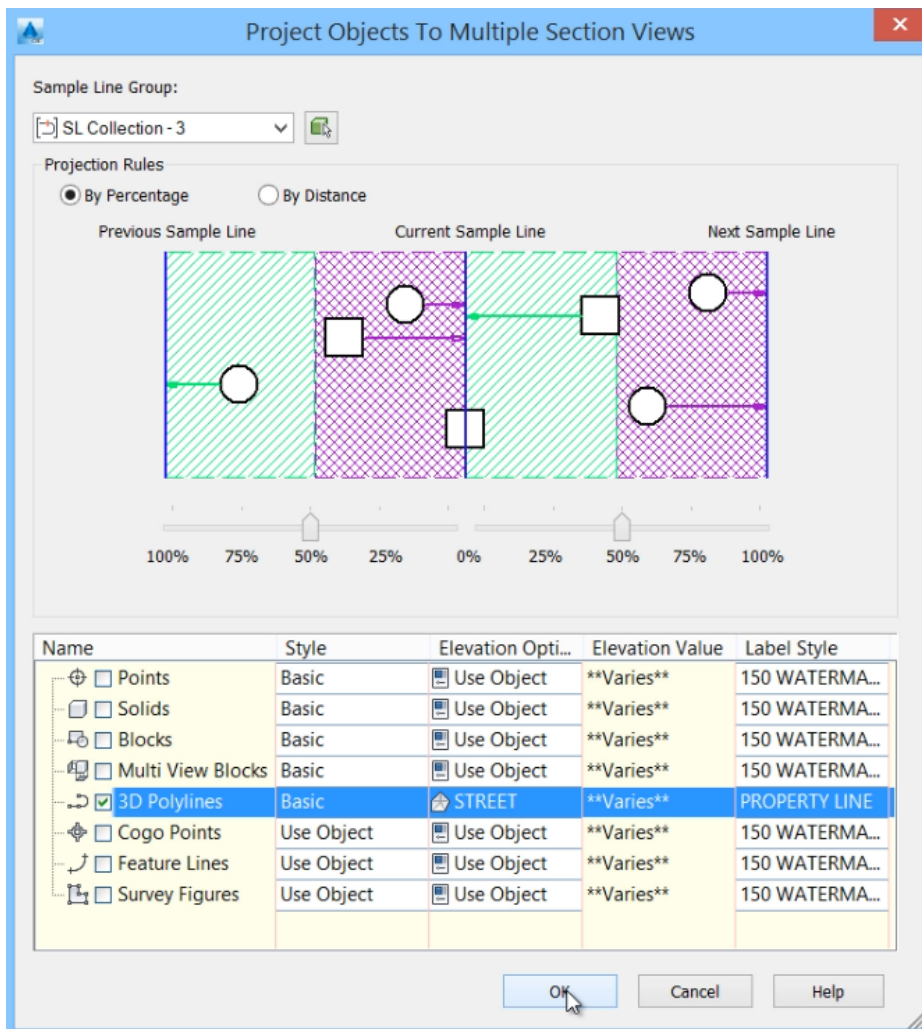 Project Objects To Multiple Section Views
Sample Line Group:
SL Collection - 3
Projection Rules
By Percentage By Distance
Previous Sample Line Current Sample Line Next Sample Line
100% 75% 50% 25% 0% 25% 50% 75% 100%
Name Style Elevation Opti... Elevation Value Label Style
Points Basic Use Object **Varies** 150 WATERMA...
Solids Basic Use Object **Varies** 150 WATERMA...
Blocks Basic Use Object **Varies** 150 WATERMA...
Multi View Blocks Basic Use Object **Varies** 150 WATERMA...
3D Polylines Basic STREET **Varies** PROPERTY LINE
Cogo Points Use Object Use Object **Varies** 150 WATERMA...
Feature Lines Use Object Use Object **Varies** 150 WATERMA...
Survey Figures Use Object Use Object **Varies** 150 WATERMA...
OK Cancel Help